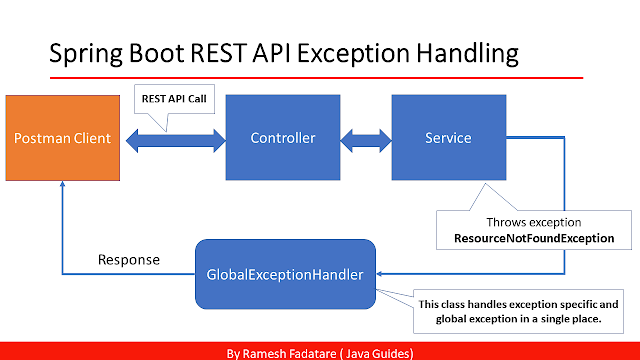 Spring Boot REST API Exception Handling
REST API Call
Postman Client
Controller
Service
Throws exception
ResourceNotFoundException
Response
GlobalExceptionHandler
This class handles exception specific and
global exception in a single place.
By Ramesh Fadatare ( Java Guides)